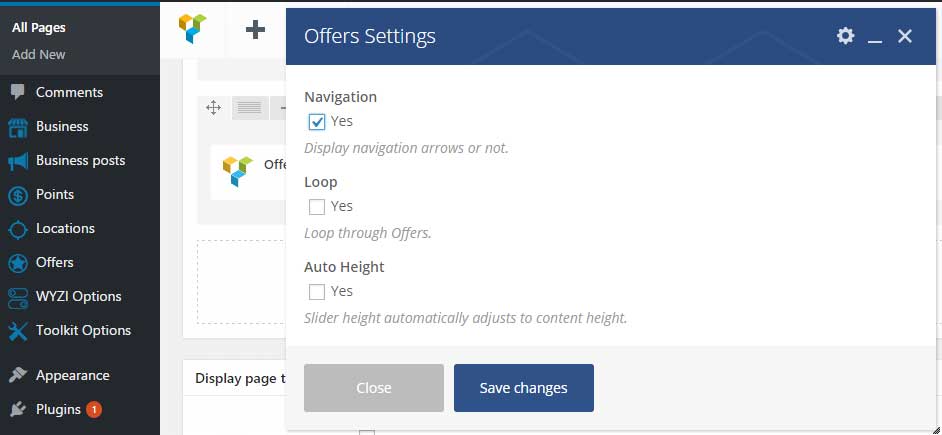 All Pages
Add New
Comments
Business
Business posts
Points
Locations
Offers
WYZI Options
Toolkit Options
Appearance
Plugins 1
Offers Settings
Navigation
Yes
Display navigation arrows or not.
Loop
Yes
Loop through Offers.
Auto Height
Yes
Slider height automatically adjusts to content height.
Close
Save changes
Offe
Display page t